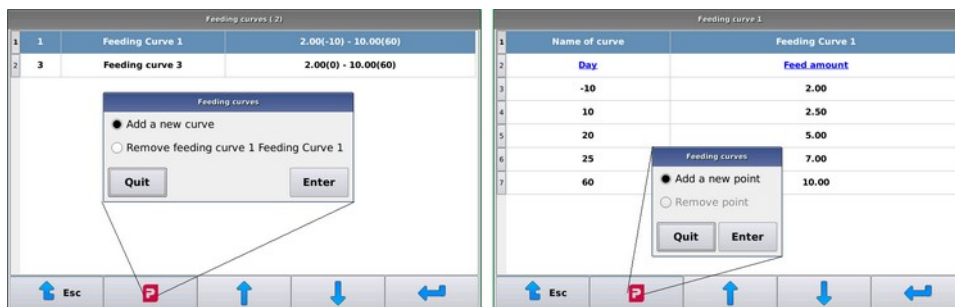 Feeding curves ( 2)
1 1 Feeding Curve 1 2.00(-10) - 10.00(60)
2 3 Feeding curve 3 2.00(0) - 10.00(60)
Feeding curves
Add a new curve
Remove feeding curve 1 Feeding Curve 1
Quit Enter
Esc
Feeding curve 1
1 Name of curve Feeding Curve 1
2 Day Feed amount
3 -10 2.00
4 10 2.50
5 20 5.00
6 25 7.00
7 60 10.00
Feeding curves
Add a new point
Remove point
Quit Enter
Esc